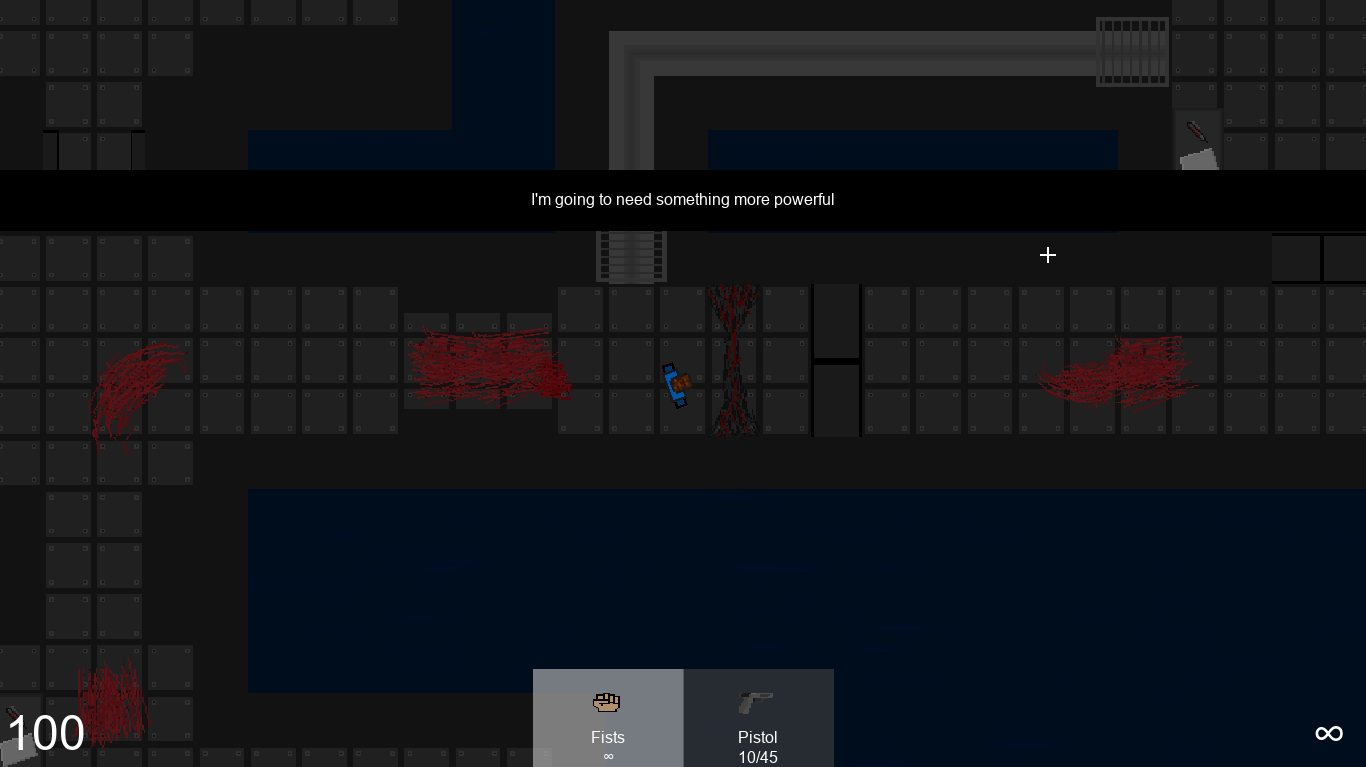 I'm going to need something more powerful
Fists
∞
Pistol
10/45
100
∞